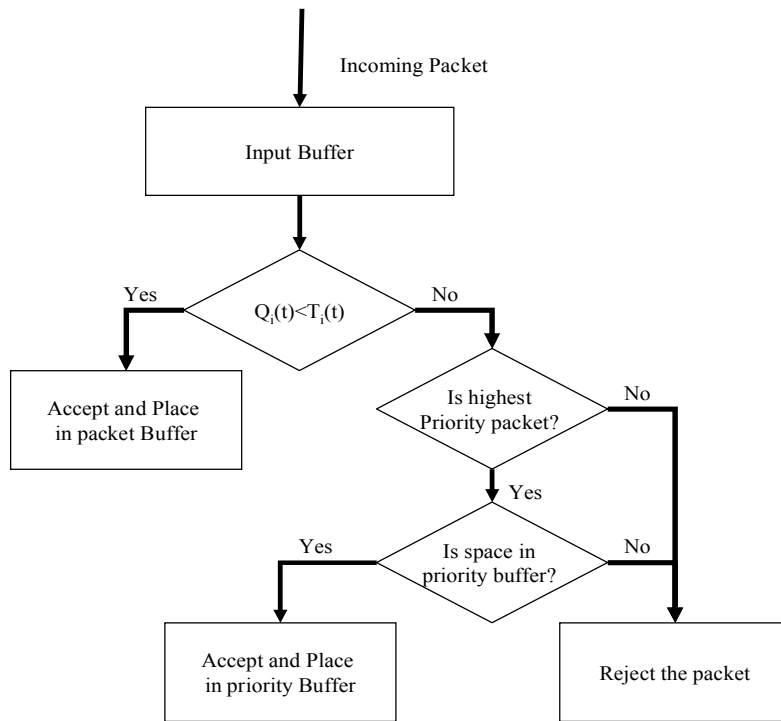 Incoming Packet
Input Buffer
Yes
No
Qi(t)<Ti(t)
Accept and Place
in packet Buffer
Is highest
Priority packet?
No
Yes
Yes
Is space in
priority buffer?
No
Accept and Place
in priority Buffer
Reject the packet